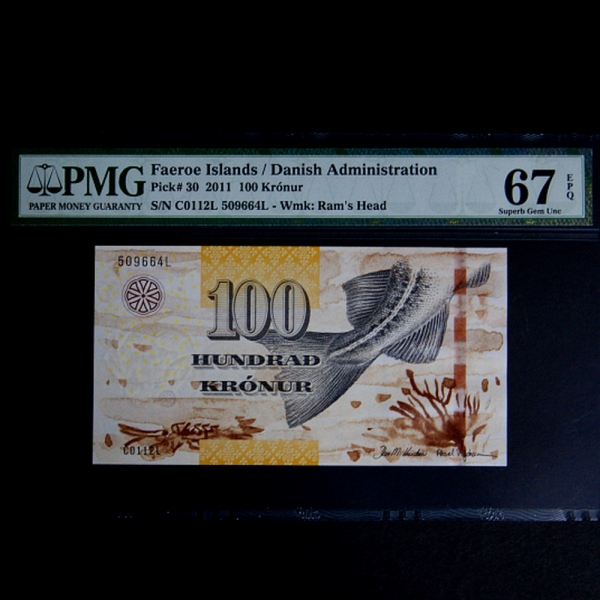 PMG
PAPER MONEY GUARANTY
Faeroe Islands / Danish Administration
Pick# 30 2011 100 Krónur
S/N C0112L 509664L - Wmk: Ram's Head
67
EPQ
Superb Gem Unc
509664L
100
HUNDRAÐ
KRÓNUR
C0112L